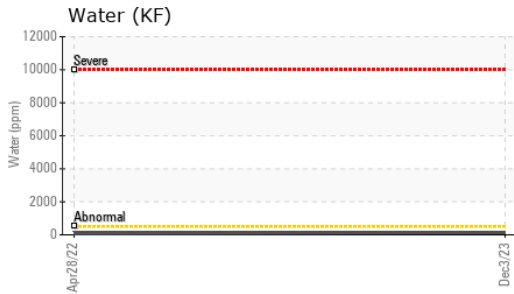 Water (KF)
12000
10000
8000
6000
4000
2000
0
Water (ppm)
Severe
Abnormal
Apr28/22
Dec3/23